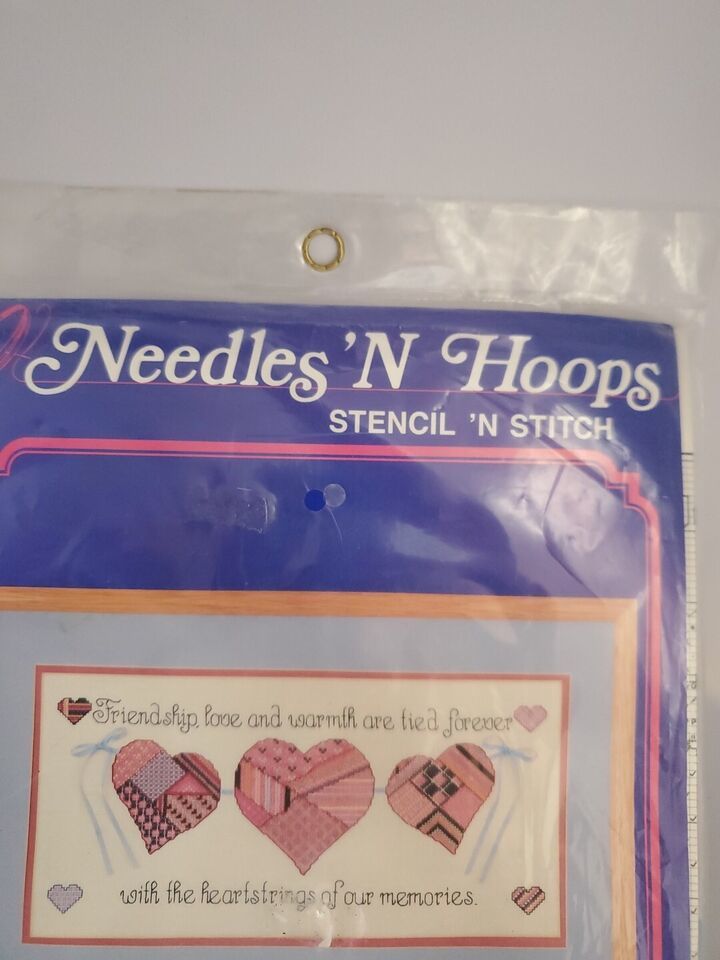 Needles 'N Hoops
STENCIL 'N STITCH
Friendship, love and warmth are tied forever
with the heartstrings of our memories.